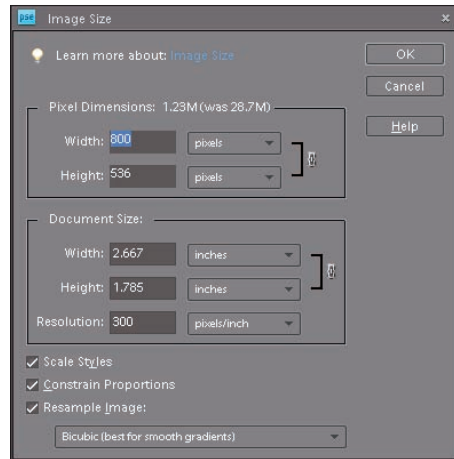 pse Image Size x
Learn more about: Image Size
OK
Cancel
Help
Pixel Dimensions: 1.23M (was 28.7M)
Width: 800 pixels
Height: 536 pixels
Document Size:
Width: 2.667 inches
Height: 1.785 inches
Resolution: 300 pixels/inch
Scale Styles
Constrain Proportions
Resample Image:
Bicubic (best for smooth gradients)